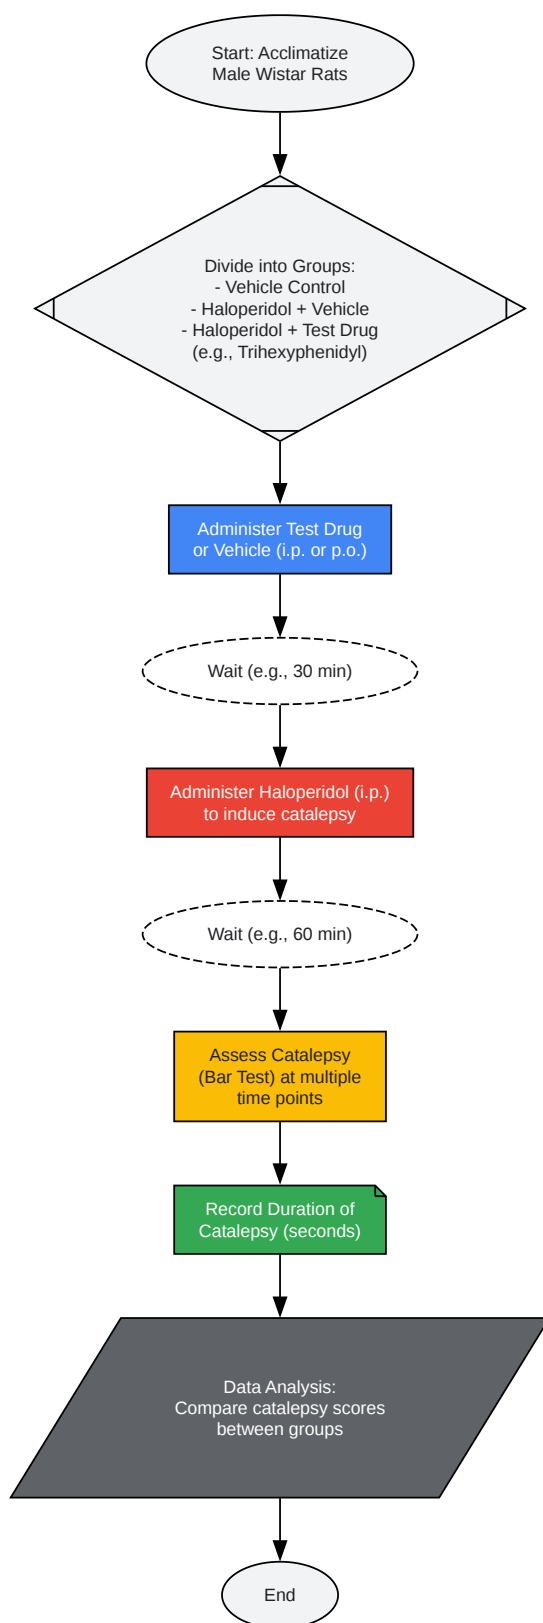 Start: Acclimatize
Male Wistar Rats
Divide into Groups:
- Vehicle Control
- Haloperidol + Vehicle
- Haloperidol + Test Drug
(e.g., Trihexyphenidyl)
Administer Test Drug
or Vehicle (i.p. or p.o.)
Wait (e.g., 30 min)
Administer Haloperidol (i.p.)
to induce catalepsy
Wait (e.g., 60 min)
Assess Catalepsy
(Bar Test) at multiple
time points
Record Duration of
Catalepsy (seconds)
Data Analysis:
Compare catalepsy scores
between groups
End